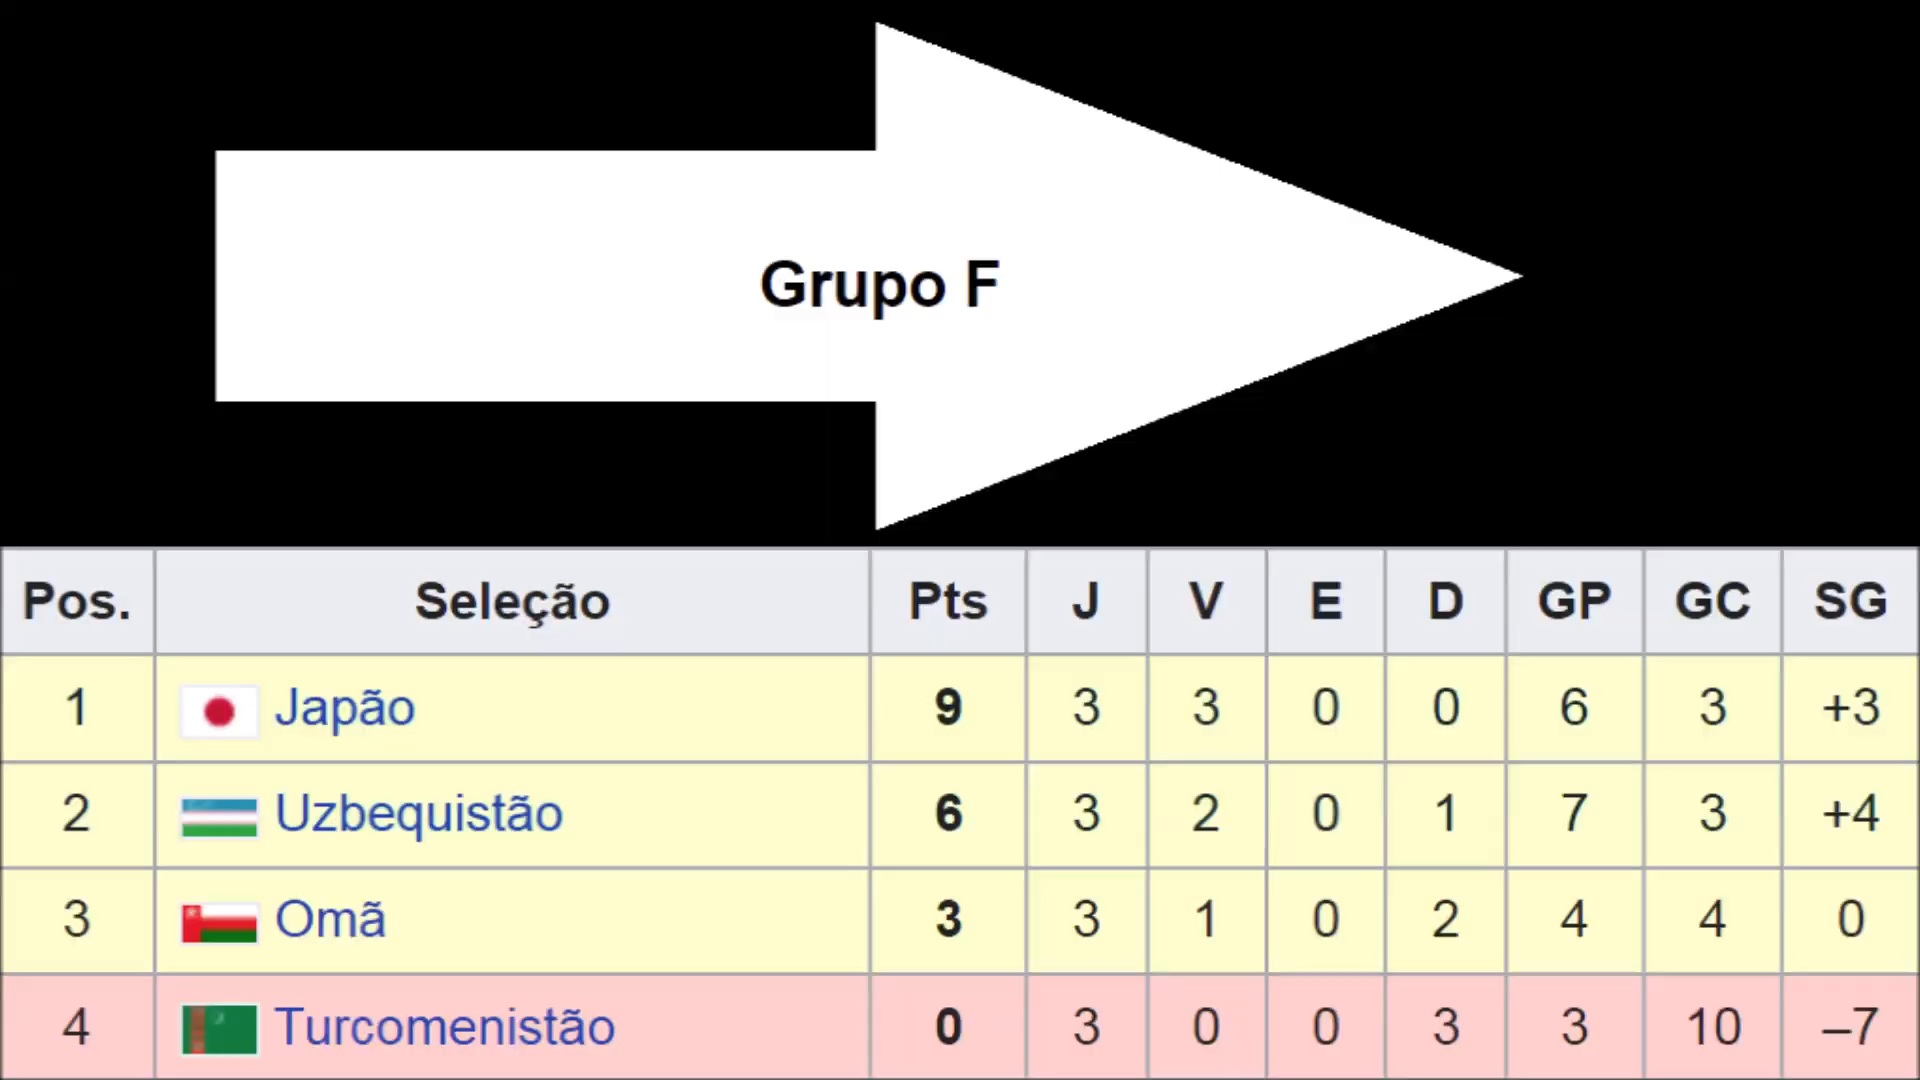 Grupo F
Pos. Seleção Pts J V E D GP GC SG
1 Japão 9 3 3 0 0 6 3 +3
2 Uzbequistão 6 3 2 0 1 7 3 +4
3 Omã 3 3 1 0 2 4 4 0
4 Turcomenistão 0 3 0 0 3 3 10 –7